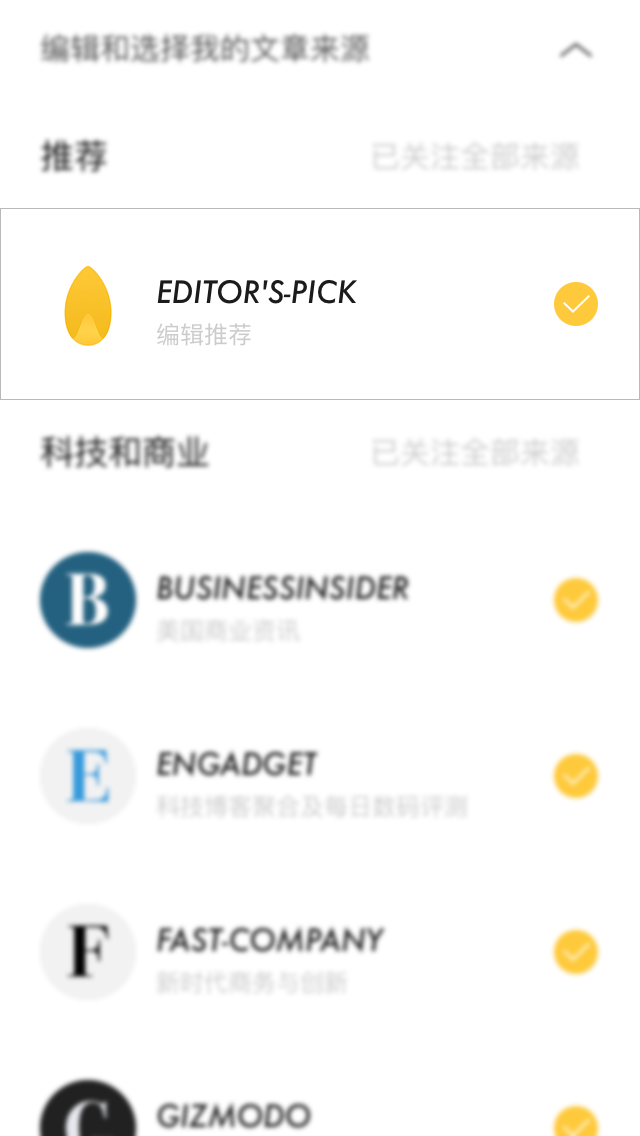 编辑和选择我的文章来源
推荐
已关注全部来源
EDITOR'S-PICK
编辑推荐
科技和商业
已关注全部来源
B
BUSINESSINSIDER
美国商业资讯
E
ENGADGET
科技博客聚合及每日数码评测
F
FAST-COMPANY
新时代商务与创新
G
GIZMODO